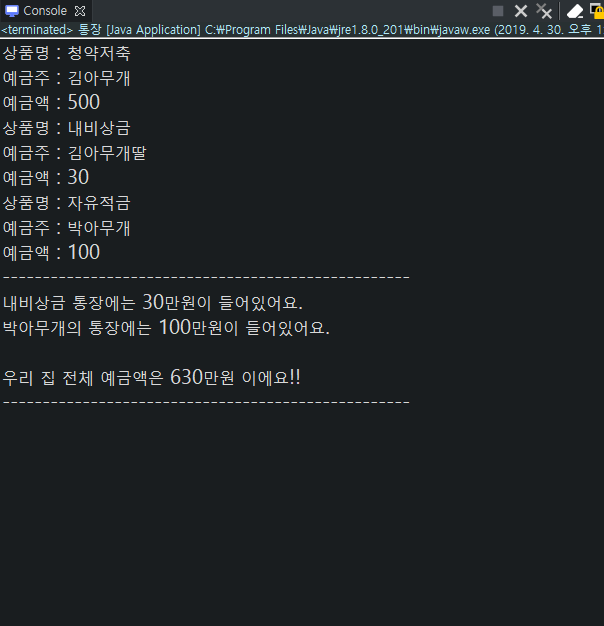 Console
<terminated> 통장 [Java Application] C:₩Program Files₩Java₩jre1.8.0_201₩bin₩javaw.exe (2019. 4. 30. 오후
상품명 : 청약저축
예금주 : 김아무개
예금액 : 500
상품명 : 내비상금
예금주 : 김아무개딸
예금액 : 30
상품명 : 자유적금
예금주 : 박아무개
예금액 : 100
---------------------------------------------------
내비상금 통장에는 30만원이 들어있어요.
박아무개의 통장에는 100만원이 들어있어요.
우리 집 전체 예금액은 630만원 이에요!!
---------------------------------------------------